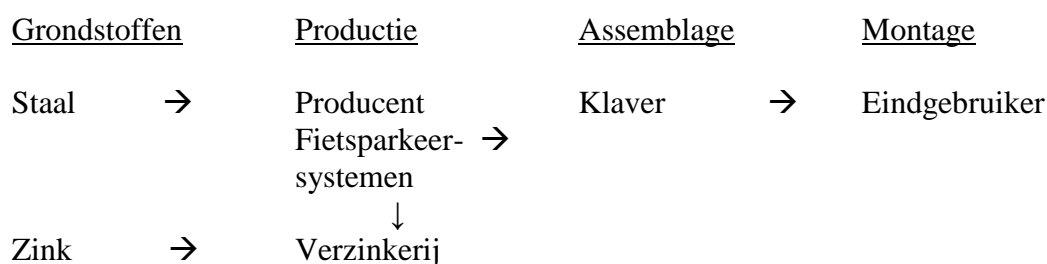 Grondstoffen Productie Assemblage Montage
Staal → Producent Klaver → Eindgebruiker
Fietsparkeer- →
systemen
↓
Zink → Verzinkerij